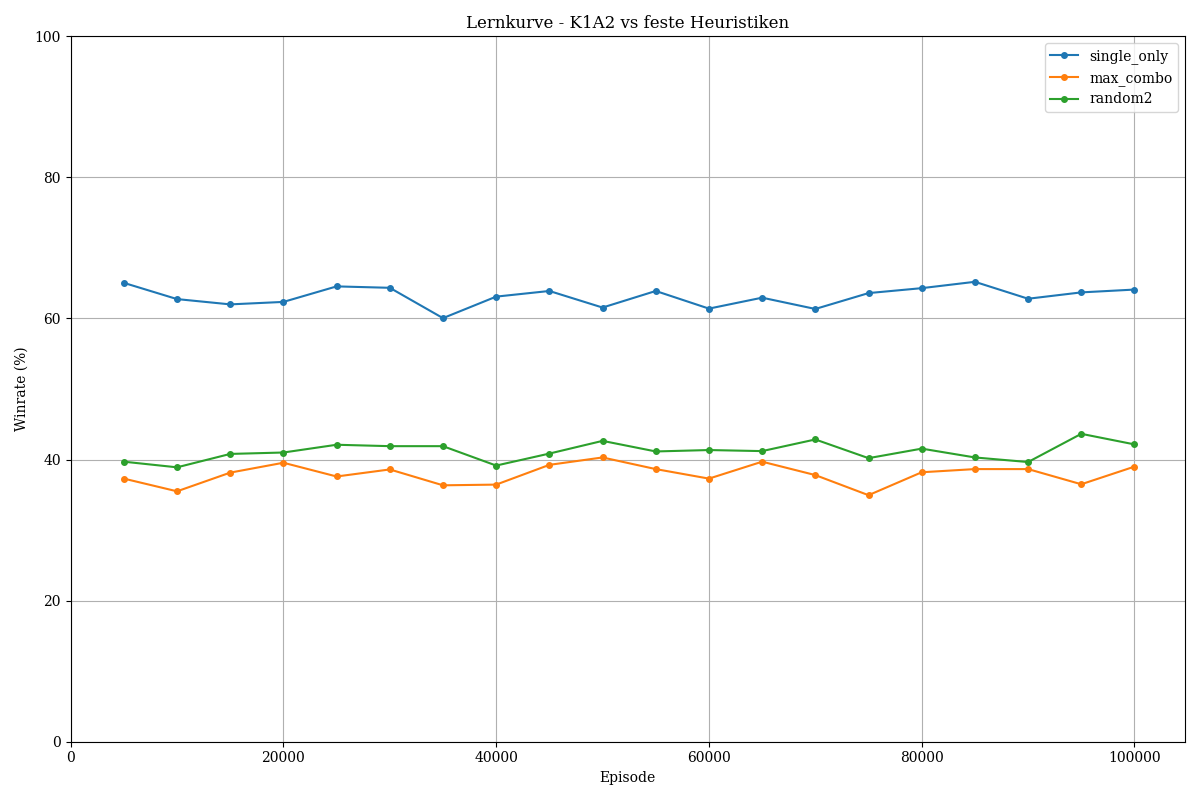 Lernkurve - K1A2 vs feste Heuristiken
100
80
60
40
20
0
Winrate (%)
single_only
max_combo
random2
0
20000
40000
60000
80000
100000
Episode